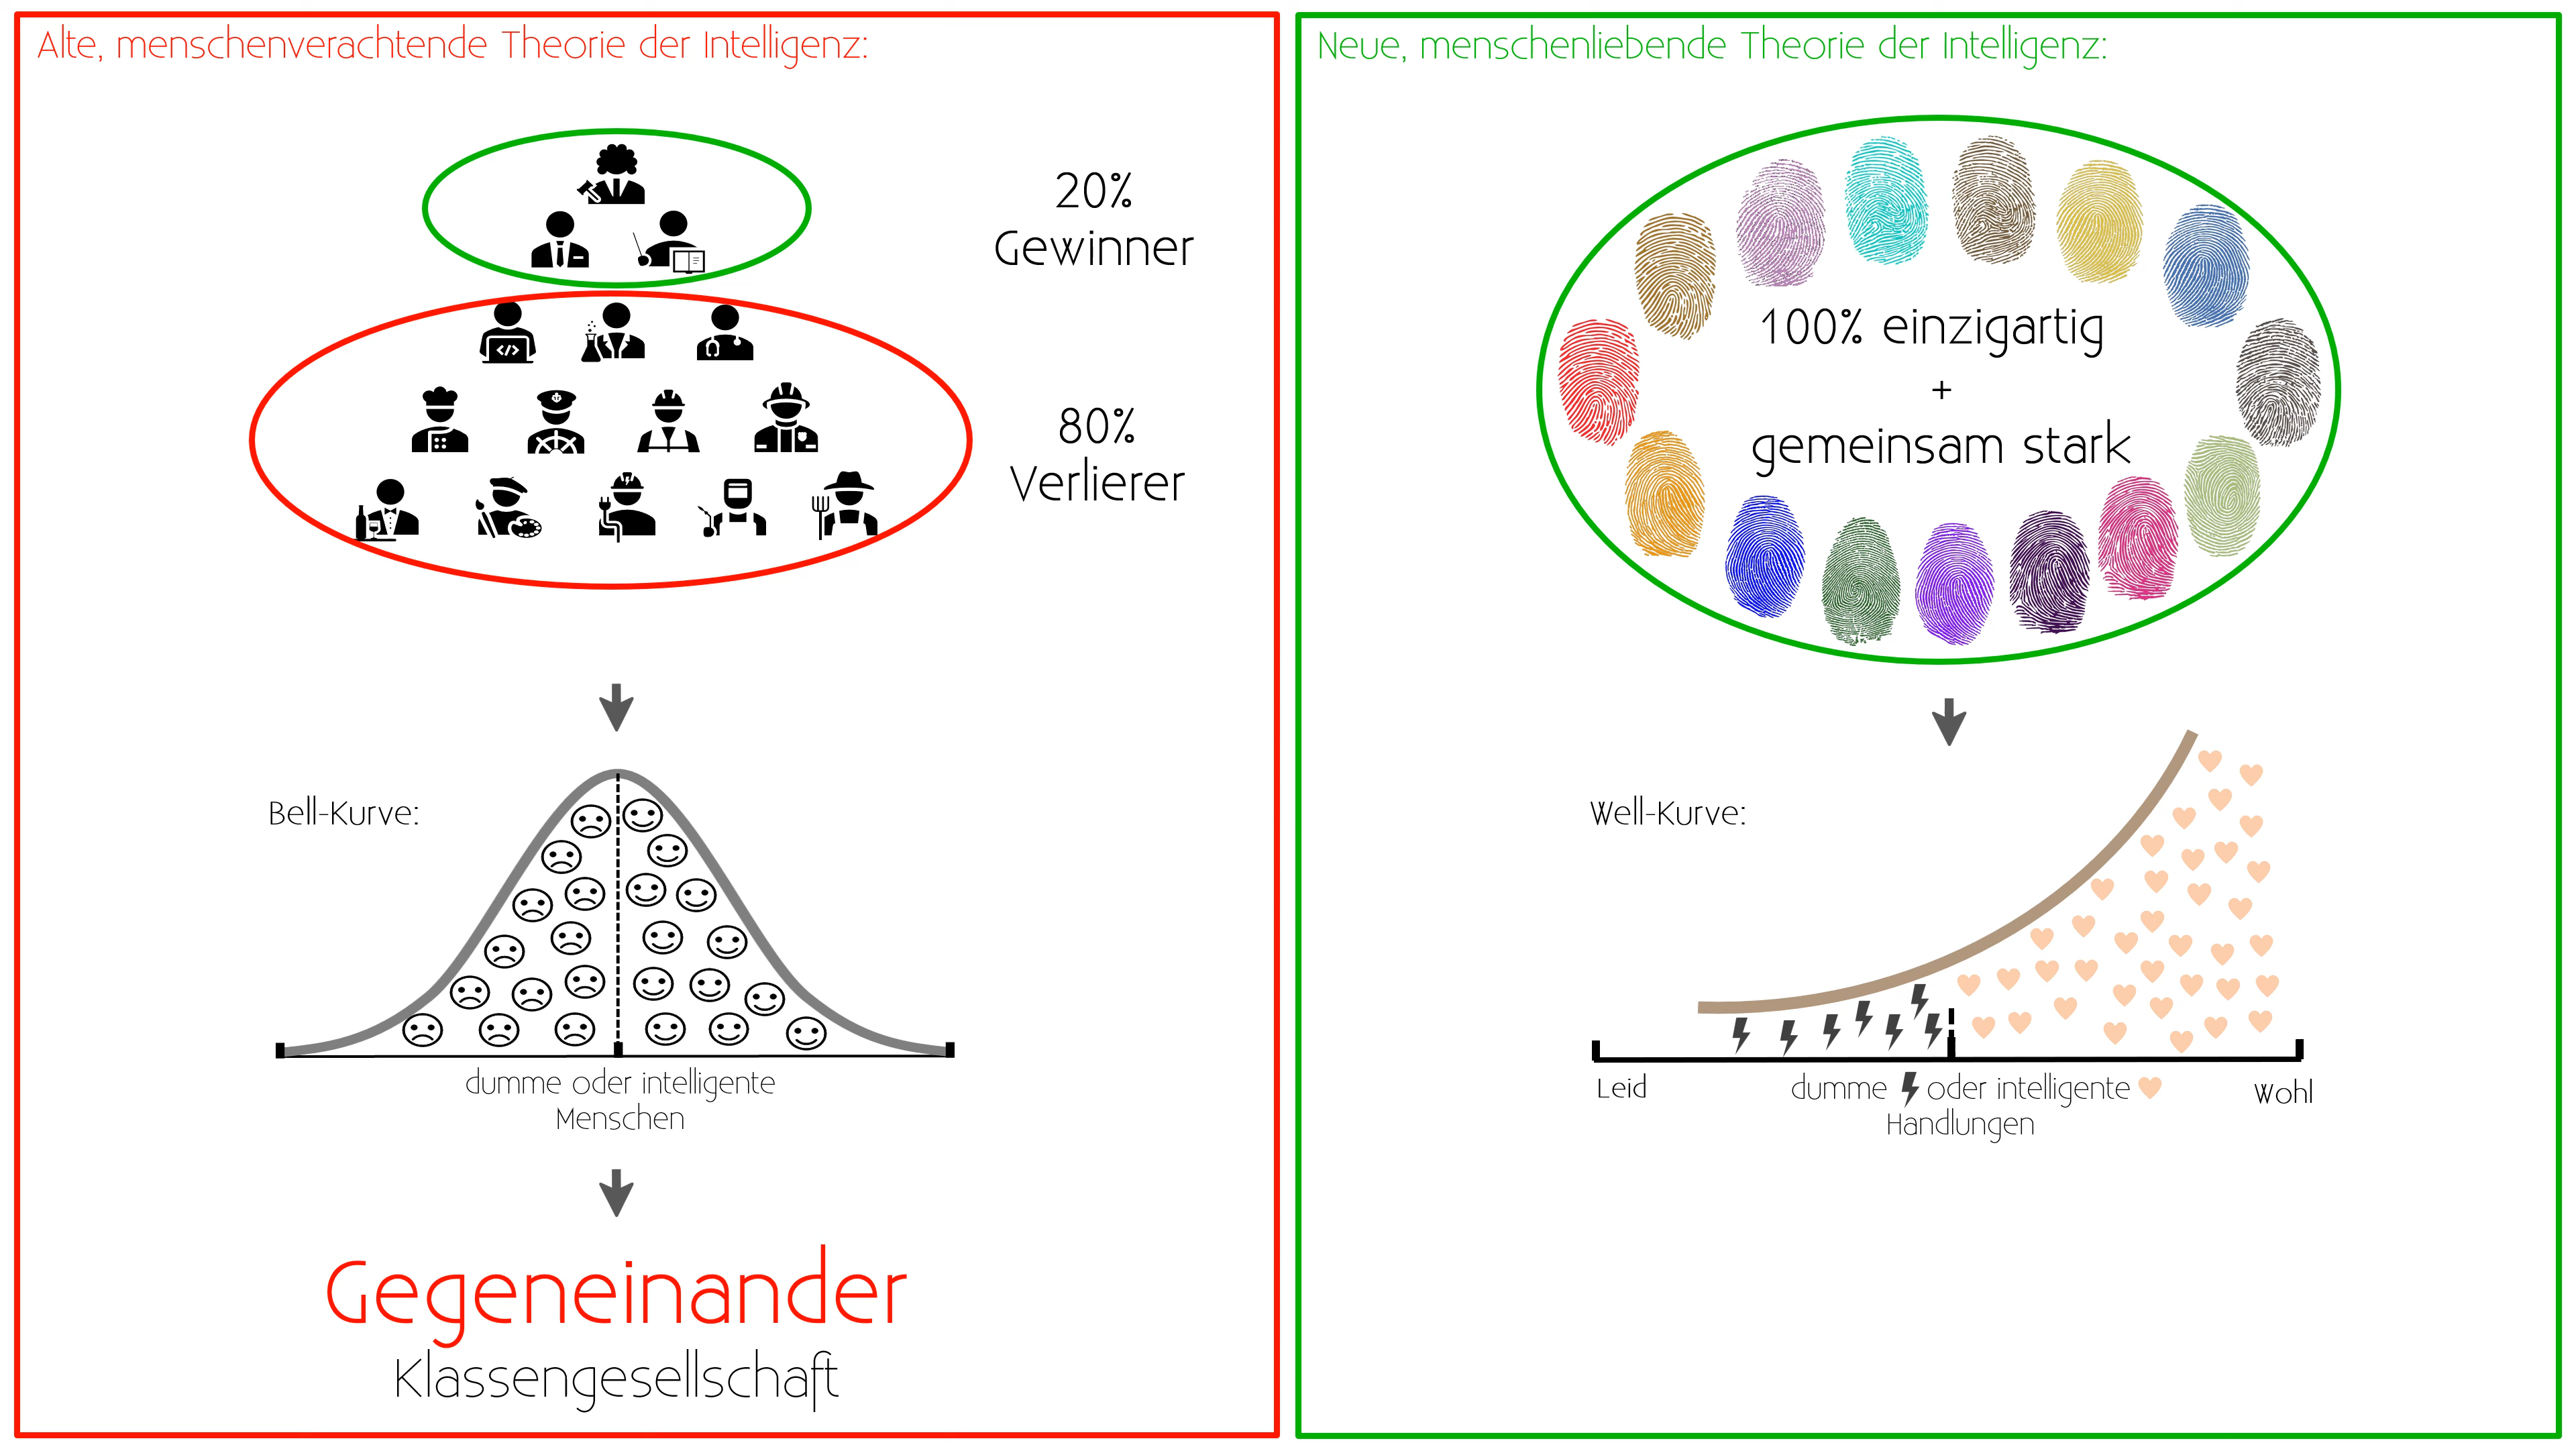 Alte, menschenverachtende Theorie der Intelligenz:
20%
Gewinner
80%
Verlierer
Bell-Kurve:
dumme oder intelligente
Menschen
Gegeneinander
Klassengesellschaft
Neue, menschenliebende Theorie der Intelligenz:
100% einzigartig
+
gemeinsam stark
Well-Kurve:
Leid
dumme oder intelligente
Handlungen
Wohl